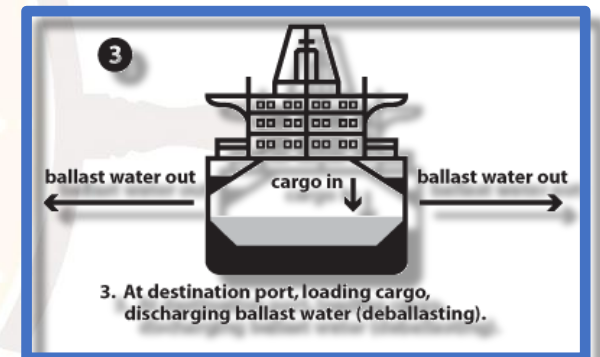 3
ballast water out
cargo in
ballast water out
3. At destination port, loading cargo,
discharging ballast water (deballasting).